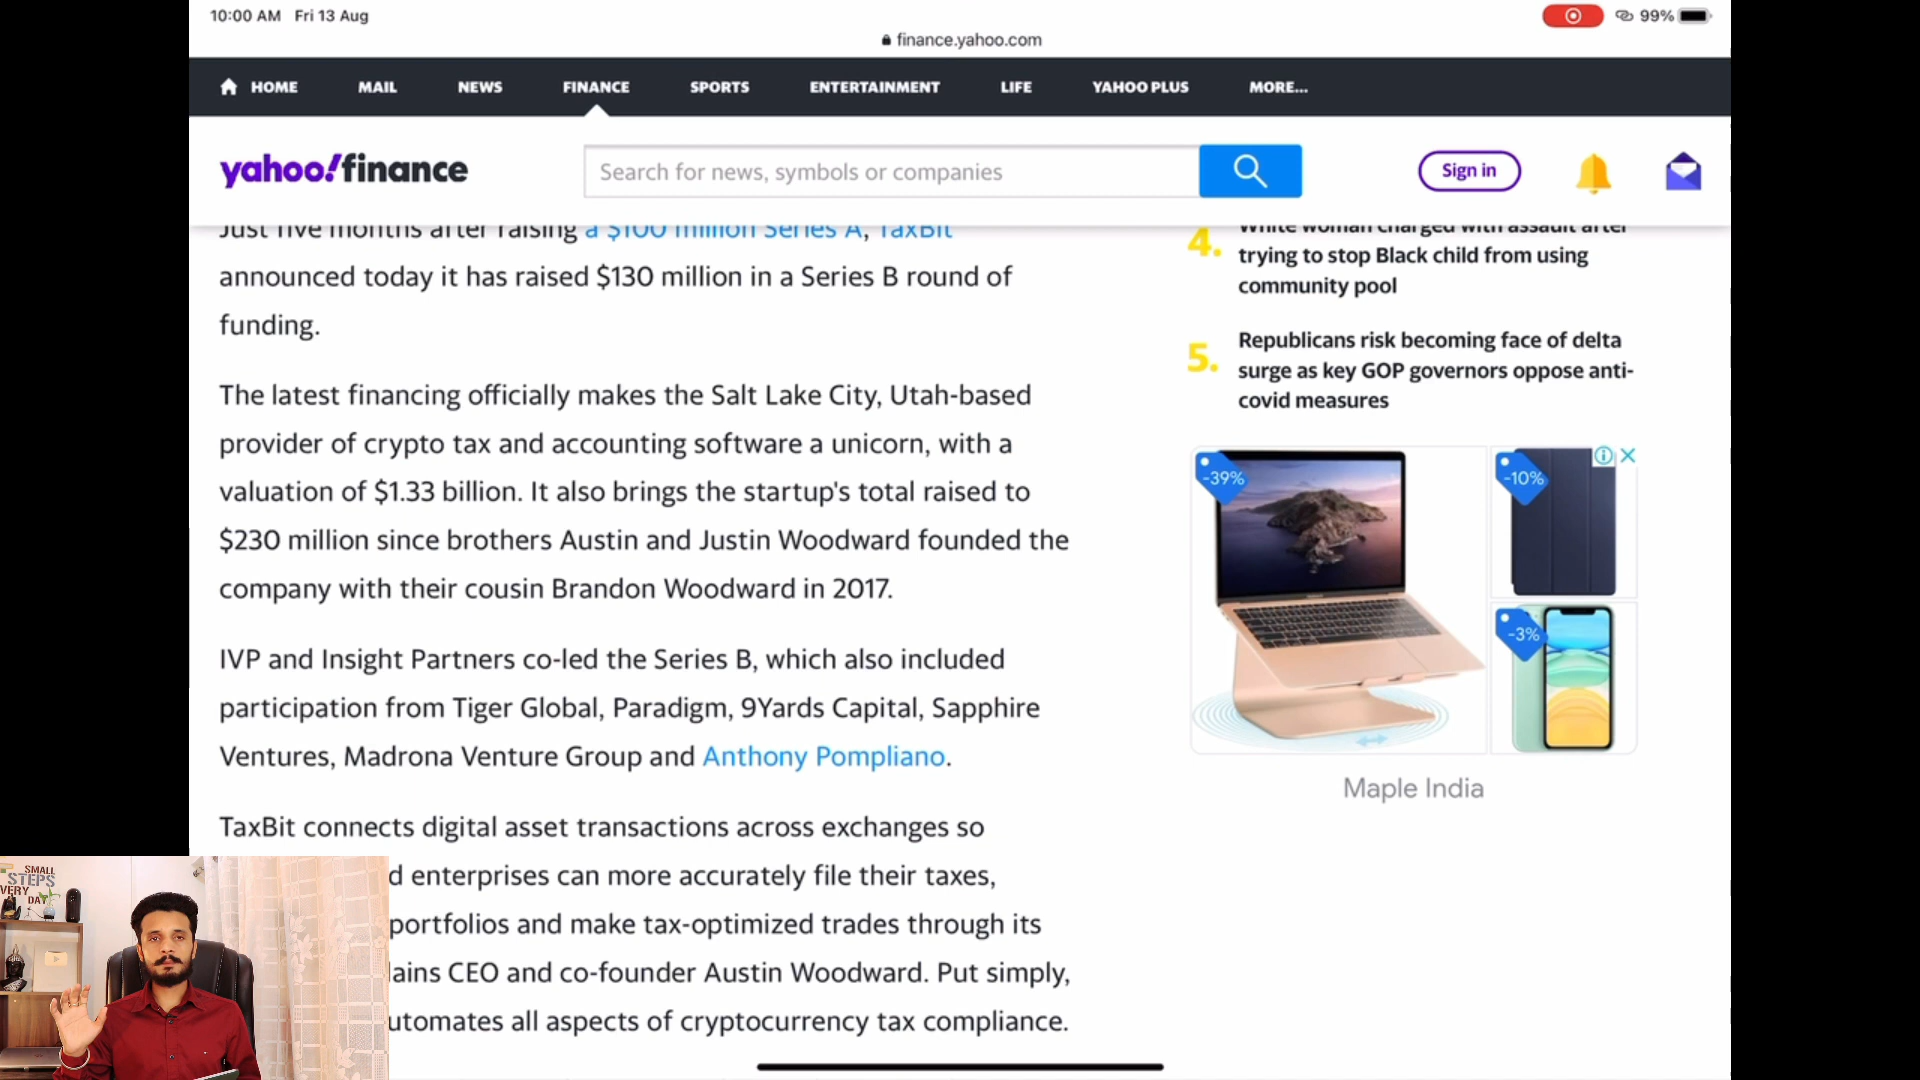 10:00 AM Fri 13 Aug
99%
finance.yahoo.com
HOME MAIL NEWS FINANCE SPORTS ENTERTAINMENT LIFE YAHOO PLUS MORE...
yahoo!finance
Search for news, symbols or companies
Sign in
Just five months after raising a $100 million Series A, TaxBit
announced today it has raised $130 million in a Series B round of
funding.
The latest financing officially makes the Salt Lake City, Utah-based
provider of crypto tax and accounting software a unicorn, with a
valuation of $1.33 billion. It also brings the startup's total raised to
$230 million since brothers Austin and Justin Woodward founded the
company with their cousin Brandon Woodward in 2017.
IVP and Insight Partners co-led the Series B, which also included
participation from Tiger Global, Paradigm, 9Yards Capital, Sapphire
Ventures, Madrona Venture Group and Anthony Pompliano.
TaxBit connects digital asset transactions across exchanges so
d enterprises can more accurately file their taxes,
portfolios and make tax-optimized trades through its
lains CEO and co-founder Austin Woodward. Put simply,
utomates all aspects of cryptocurrency tax compliance.
4. White woman charged with assault after
trying to stop Black child from using
community pool
5. Republicans risk becoming face of delta
surge as key GOP governors oppose anti-
covid measures
-39%
-10%
-3%
Maple India
SMALL
STEPS
VERY
DAY